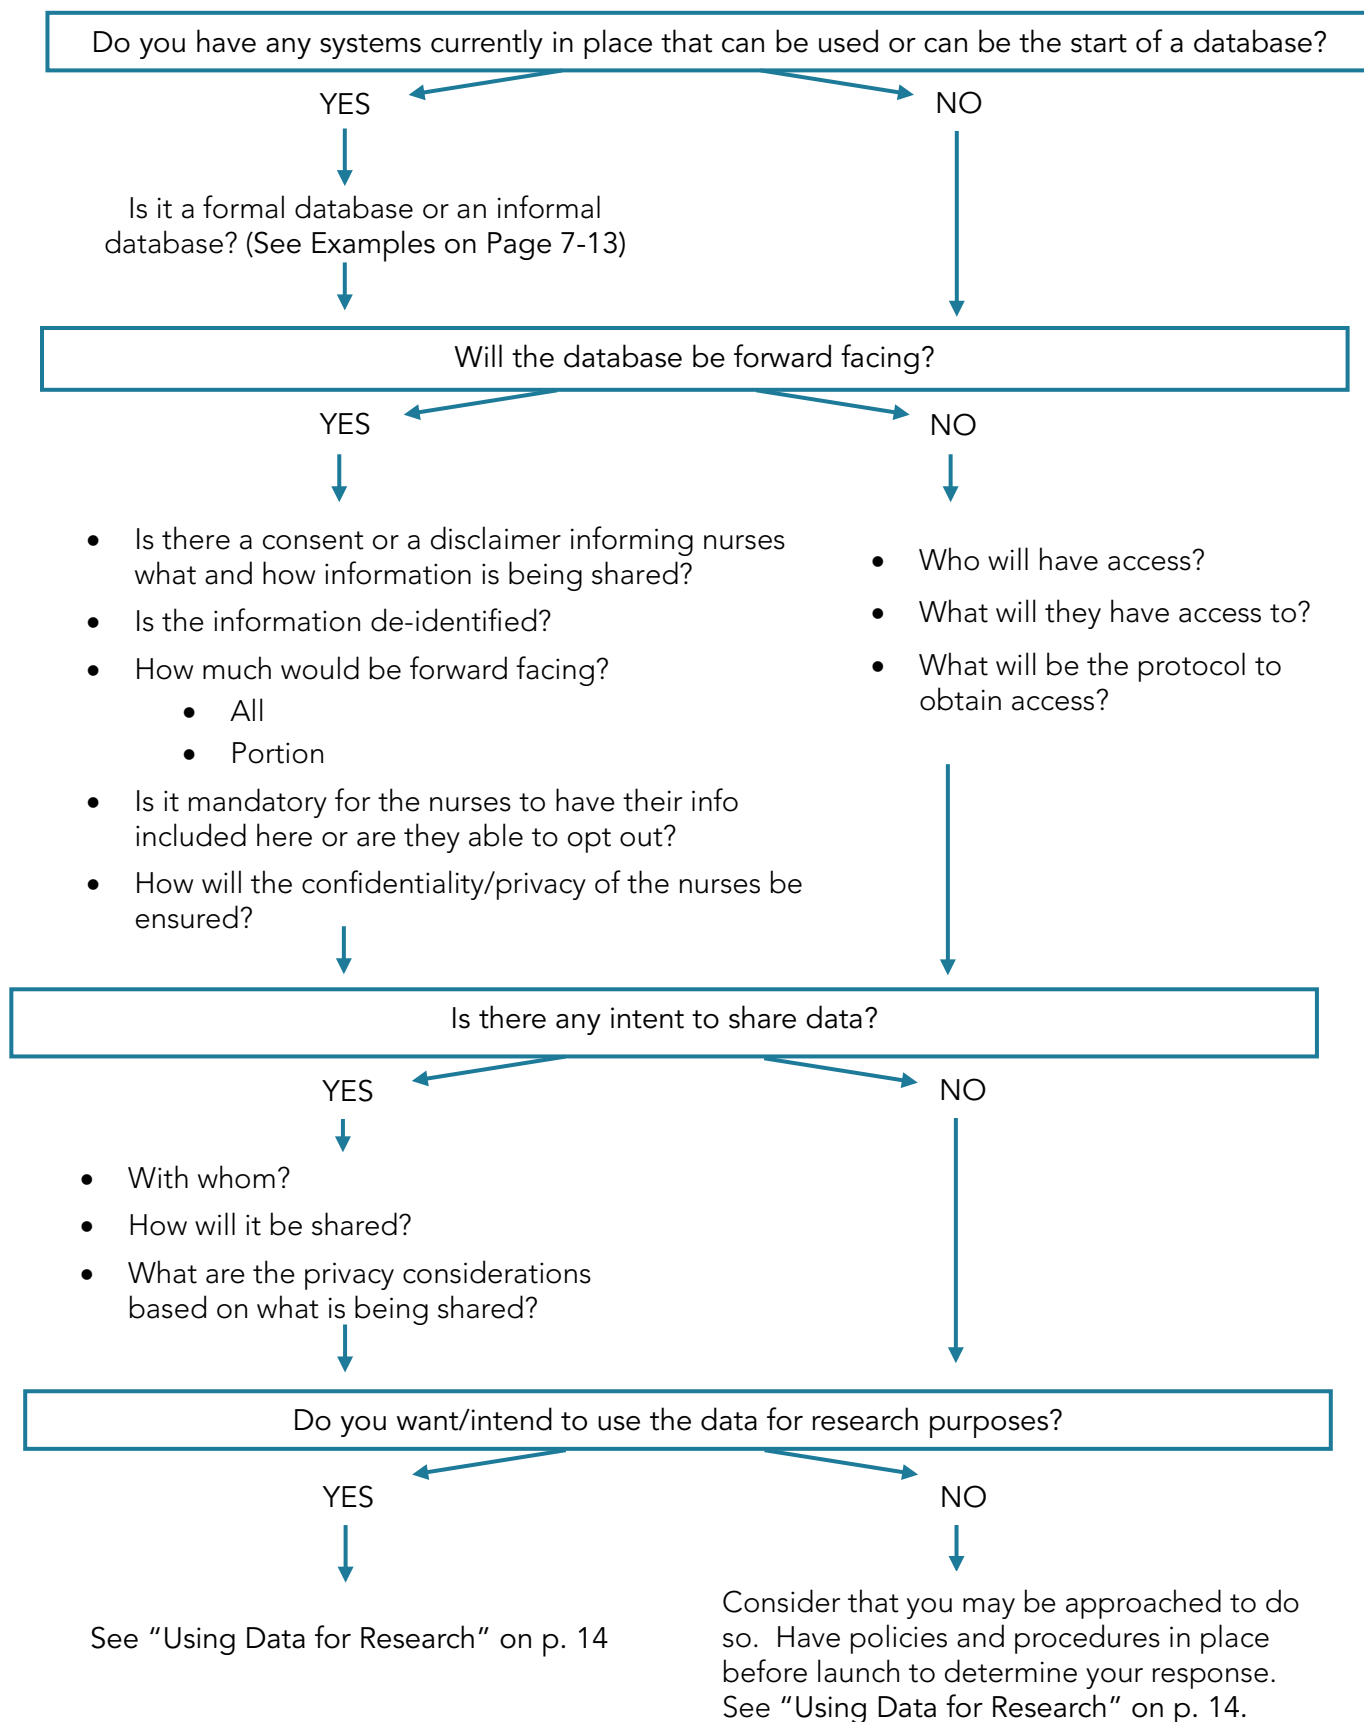 Do you have any systems currently in place that can be used or can be the start of a database?
YES
NO
Is it a formal database or an informal
database? (See Examples on Page 7-13)
Will the database be forward facing?
YES
NO
• Is there a consent or a disclaimer informing nurses
what and how information is being shared?
• Is the information de-identified?
• How much would be forward facing?
• All
• Portion
• Is it mandatory for the nurses to have their info
included here or are they able to opt out?
• How will the confidentiality/privacy of the nurses be
ensured?
• Who will have access?
• What will they have access to?
• What will be the protocol to
obtain access?
Is there any intent to share data?
YES
NO
• With whom?
• How will it be shared?
• What are the privacy considerations
based on what is being shared?
Do you want/intend to use the data for research purposes?
YES
NO
See “Using Data for Research” on p. 14
Consider that you may be approached to do
so.  Have policies and procedures in place
before launch to determine your response.
See “Using Data for Research” on p. 14.